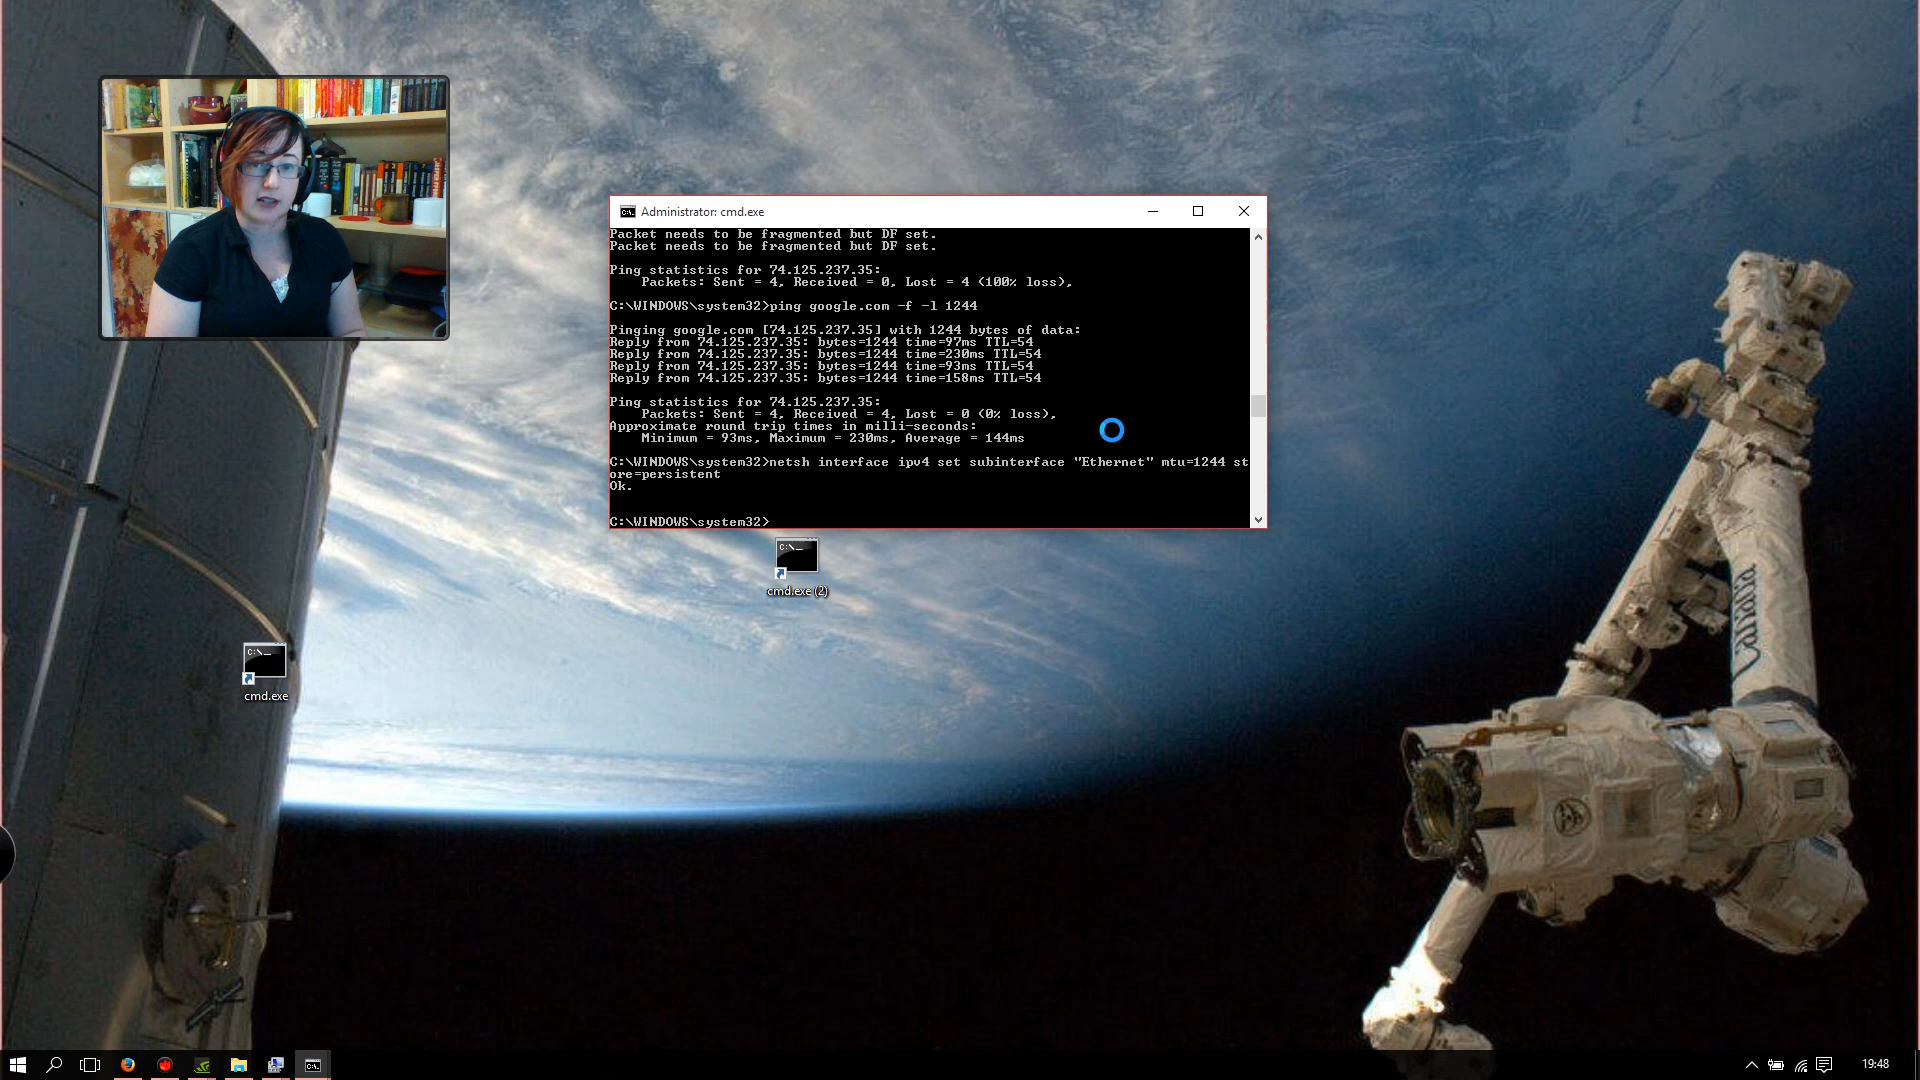 Administrator: cmd.exe
Packet needs to be fragmented but DF set.
Packet needs to be fragmented but DF set.
Ping statistics for 74.125.237.35:
Packets: Sent = 4, Received = 0, Lost = 4 (100% loss),
C:\WINDOWS\system32>ping google.com -f -l 1244
Pinging google.com [74.125.237.35] with 1244 bytes of data:
Reply from 74.125.237.35: bytes=1244 time=97ms TTL=54
Reply from 74.125.237.35: bytes=1244 time=230ms TTL=54
Reply from 74.125.237.35: bytes=1244 time=93ms TTL=54
Reply from 74.125.237.35: bytes=1244 time=158ms TTL=54
Ping statistics for 74.125.237.35:
Packets: Sent = 4, Received = 4, Lost = 0 (0% loss),
Approximate round trip times in milli-seconds:
Minimum = 93ms, Maximum = 230ms, Average = 144ms
C:\WINDOWS\system32>netsh interface ipv4 set subinterface "Ethernet" mtu=1244 st
ore=persistent
Ok.
C:\WINDOWS\system32>
cmd.exe (2)
cmd.exe
Canada
19:48